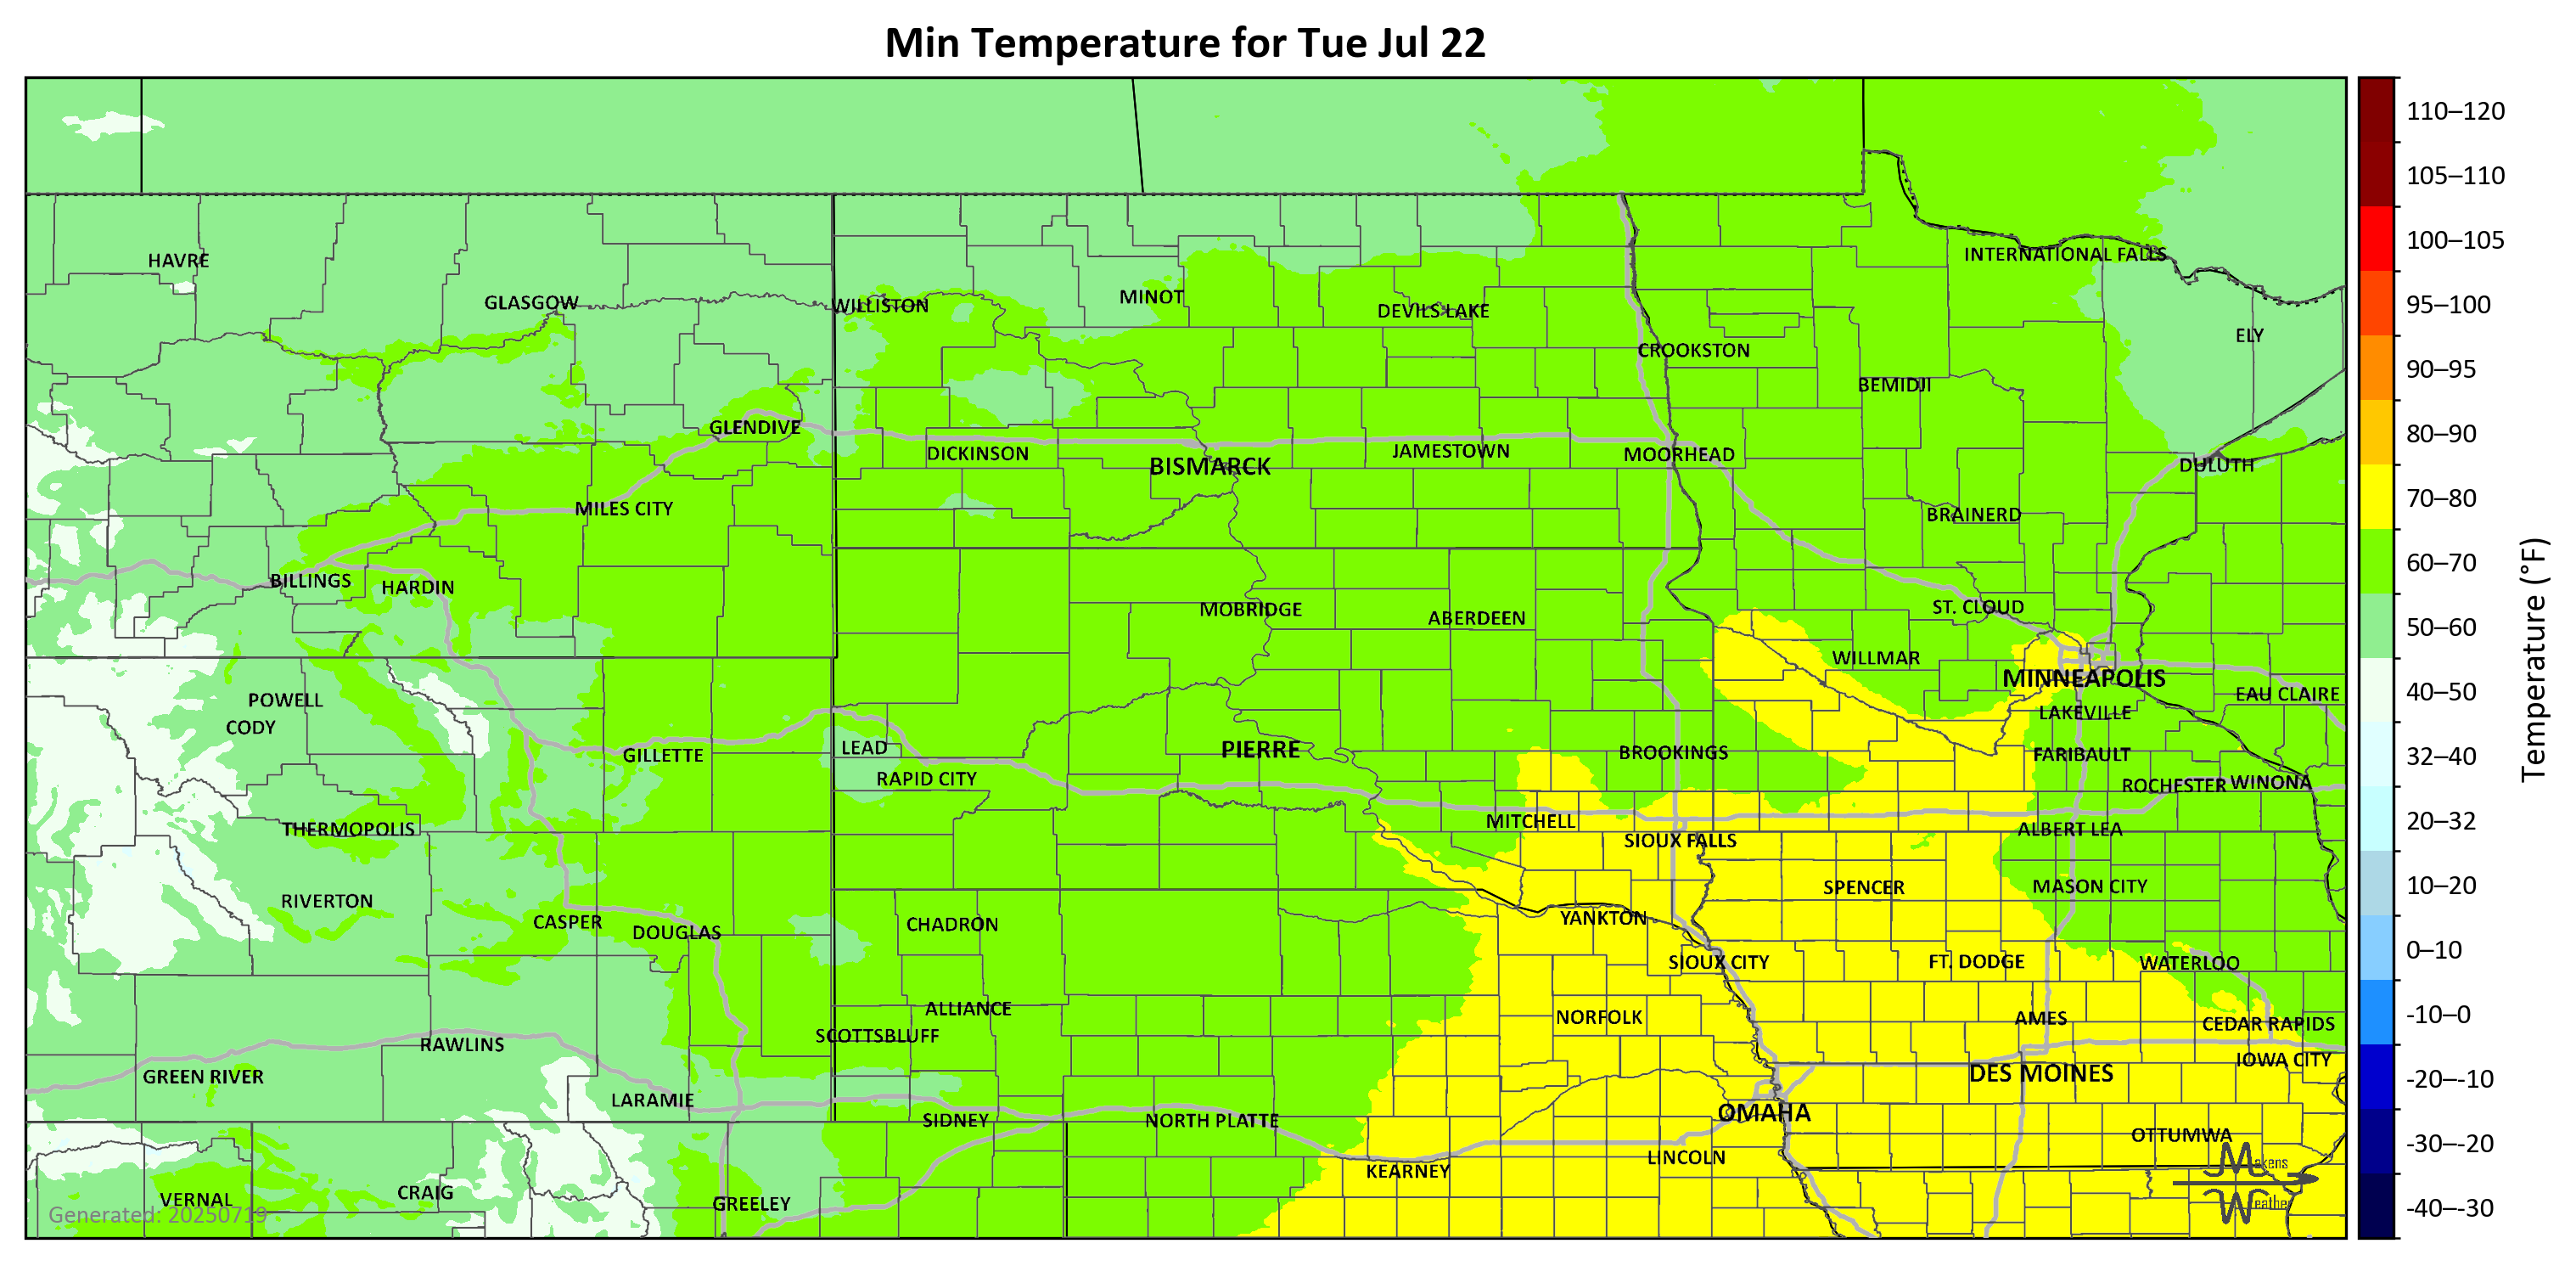 Min Temperature for Tue Jul 22
110–120
105–110
100–105
95–100
90–95
80–90
70–80
60–70
50–60
40–50
32–40
20–32
10–20
0–10
-10–0
-20–-10
-30–-20
-40–-30
Temperature (°F)
HAVRE
INTERNATIONAL FALLS
GLASGOW
WILLISTON
MINOT
DEVILS LAKE
ELY
CROOKSTON
BEMIDJI
GLENDIVE
DICKINSON
BISMARCK
JAMESTOWN
MOORHEAD
DULUTH
MILES CITY
BRAINERD
BILLINGS
HARDIN
MOBRIDGE
ABERDEEN
ST. CLOUD
WILLMAR
MINNEAPOLIS
EAU CLAIRE
POWELL
CODY
LAKEVILLE
GILLETTE
LEAD
PIERRE
BROOKINGS
FARIBAULT
RAPID CITY
ROCHESTER
WINONA
THERMOPOLIS
MITCHELL
SIOUX FALLS
ALBERT LEA
SPENCER
MASON CITY
RIVERTON
CASPER
DOUGLAS
CHADRON
YANKTON
SIOUX CITY
FT. DODGE
WATERLOO
ALLIANCE
NORFOLK
AMES
CEDAR RAPIDS
SCOTTSBLUFF
RAWLINS
IOWA CITY
GREEN RIVER
DES MOINES
LARAMIE
SIDNEY
NORTH PLATTE
OMAHA
OTTUMWA
KEARNEY
LINCOLN
VERNAL
CRAIG
GREELEY
Generated: 20250719
Makens
Weather